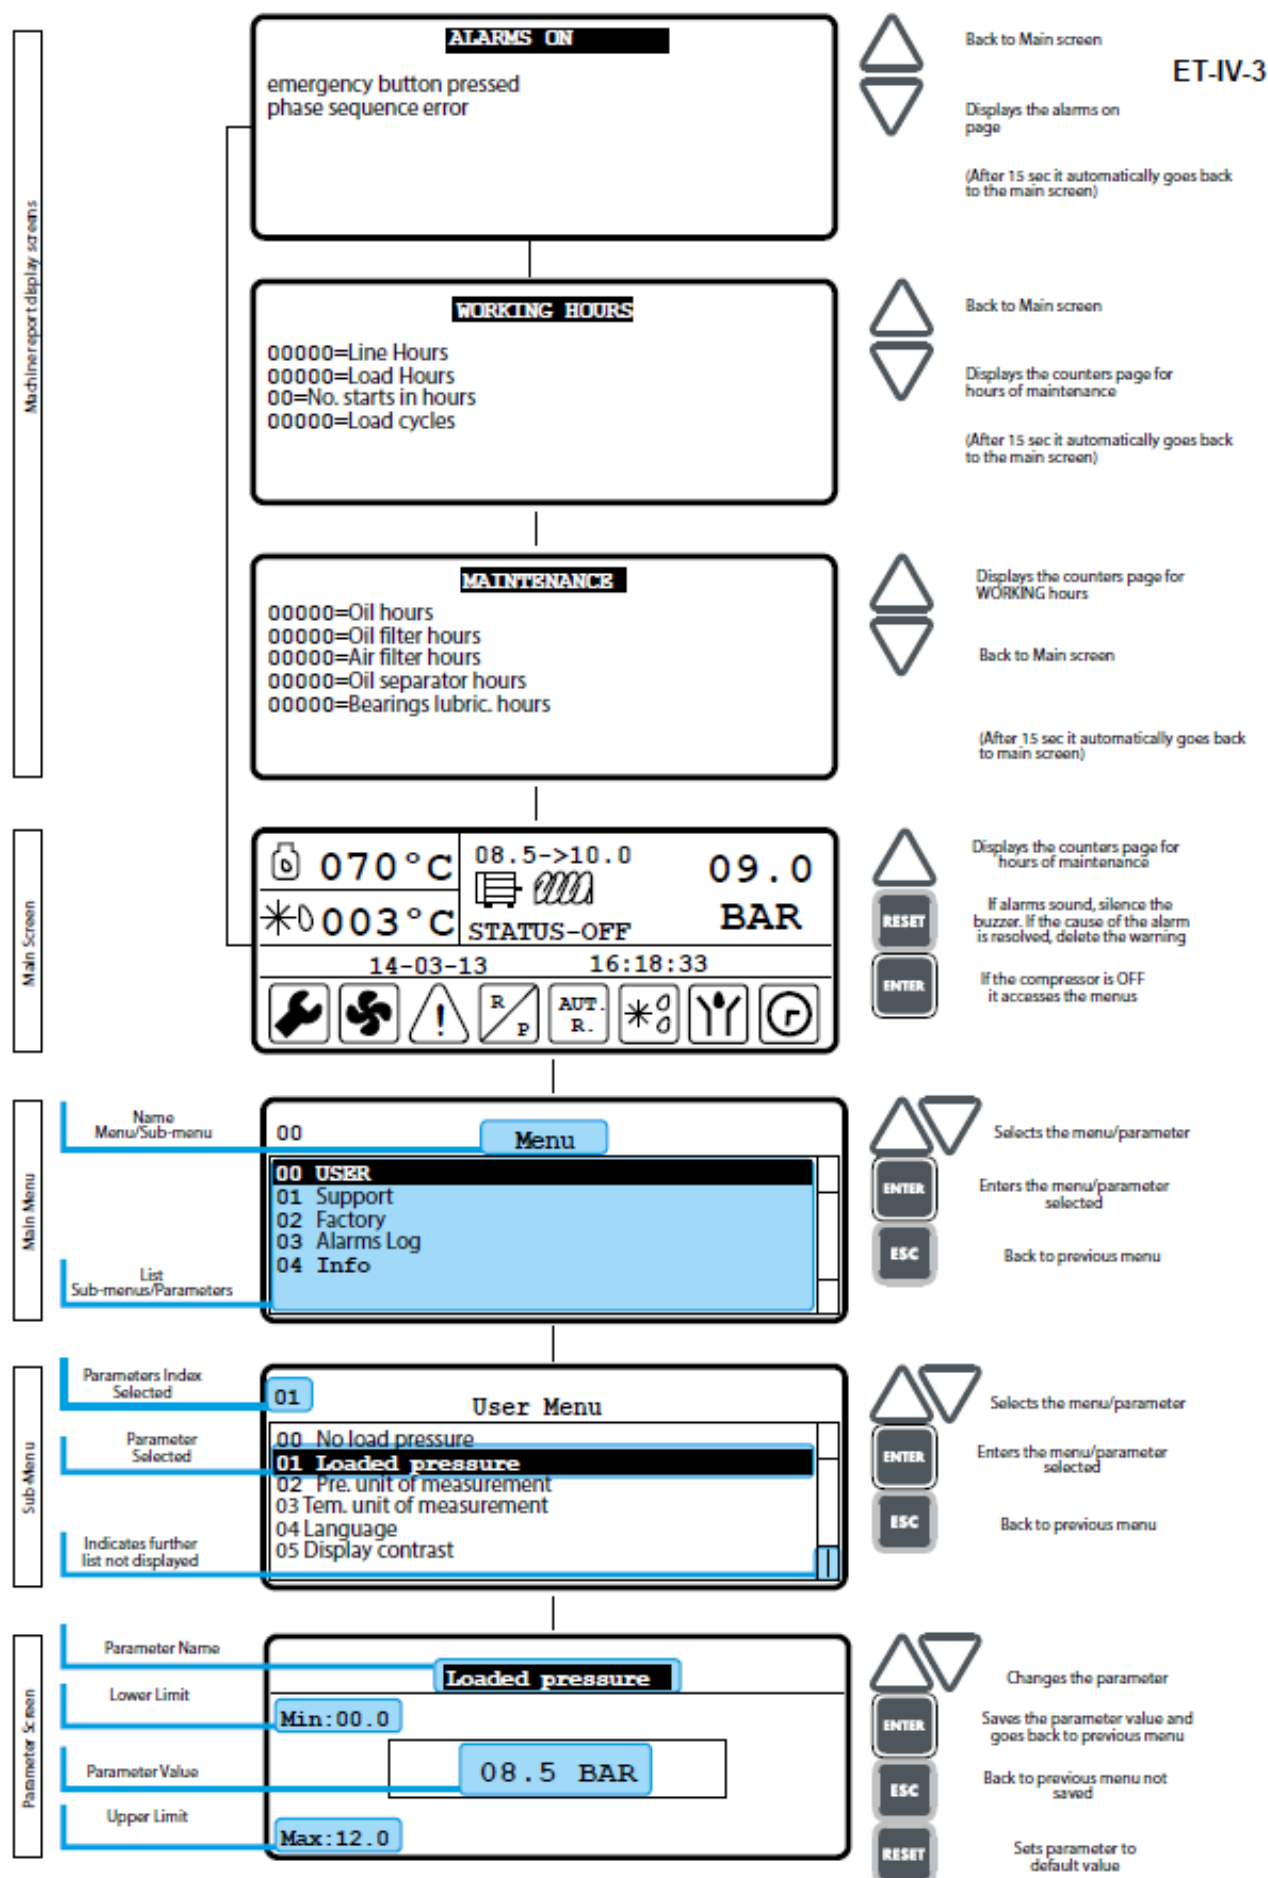 ET-IV-3
Machine report display screens
ALARMS ON
emergency button pressed
phase sequence error
Back to Main screen
Displays the alarms on
page
(After 15 sec it automatically goes back
to the main screen)
WORKING HOURS
00000=Line Hours
00000=Load Hours
00=No. starts in hours
00000=Load cycles
Back to Main screen
Displays the counters page for
hours of maintenance
(After 15 sec it automatically goes back
to the main screen)
MAINTENANCE
00000=Oil hours
00000=Oil filter hours
00000=Air filter hours
00000=Oil separator hours
00000=Bearings lubric. hours
Displays the counters page for
WORKING hours
Back to Main screen
(After 15 sec it automatically goes back
to main screen)
Main Screen
070°C
003°C
08.5->10.0
STATUS-OFF
09.0
BAR
14-03-13 16:18:33
R/P
AUT.
R.
Displays the counters page for
hours of maintenance
RESET
If alarms sound, silence the
buzzer. If the cause of the alarm
is resolved, delete the warning
ENTER
If the compressor is OFF
it accesses the menus
Main Menu
Name
Menu/Sub-menu
List
Sub-menus/Parameters
00 Menu
00 USER
01 Support
02 Factory
03 Alarms Log
04 Info
Selects the menu/parameter
ENTER
Enters the menu/parameter
selected
ESC
Back to previous menu
Sub-Menu
Parameters Index
Selected
Parameter
Selected
Indicates further
list not displayed
01 User Menu
00 No load pressure
01 Loaded pressure
02 Pre. unit of measurement
03 Tem. unit of measurement
04 Language
05 Display contrast
Selects the menu/parameter
ENTER
Enters the menu/parameter
selected
ESC
Back to previous menu
Parameter Screen
Parameter Name
Lower Limit
Parameter Value
Upper Limit
Loaded pressure
Min:00.0
08.5 BAR
Max:12.0
Changes the parameter
ENTER
Saves the parameter value and
goes back to previous menu
ESC
Back to previous menu not
saved
RESET
Sets parameter to
default value